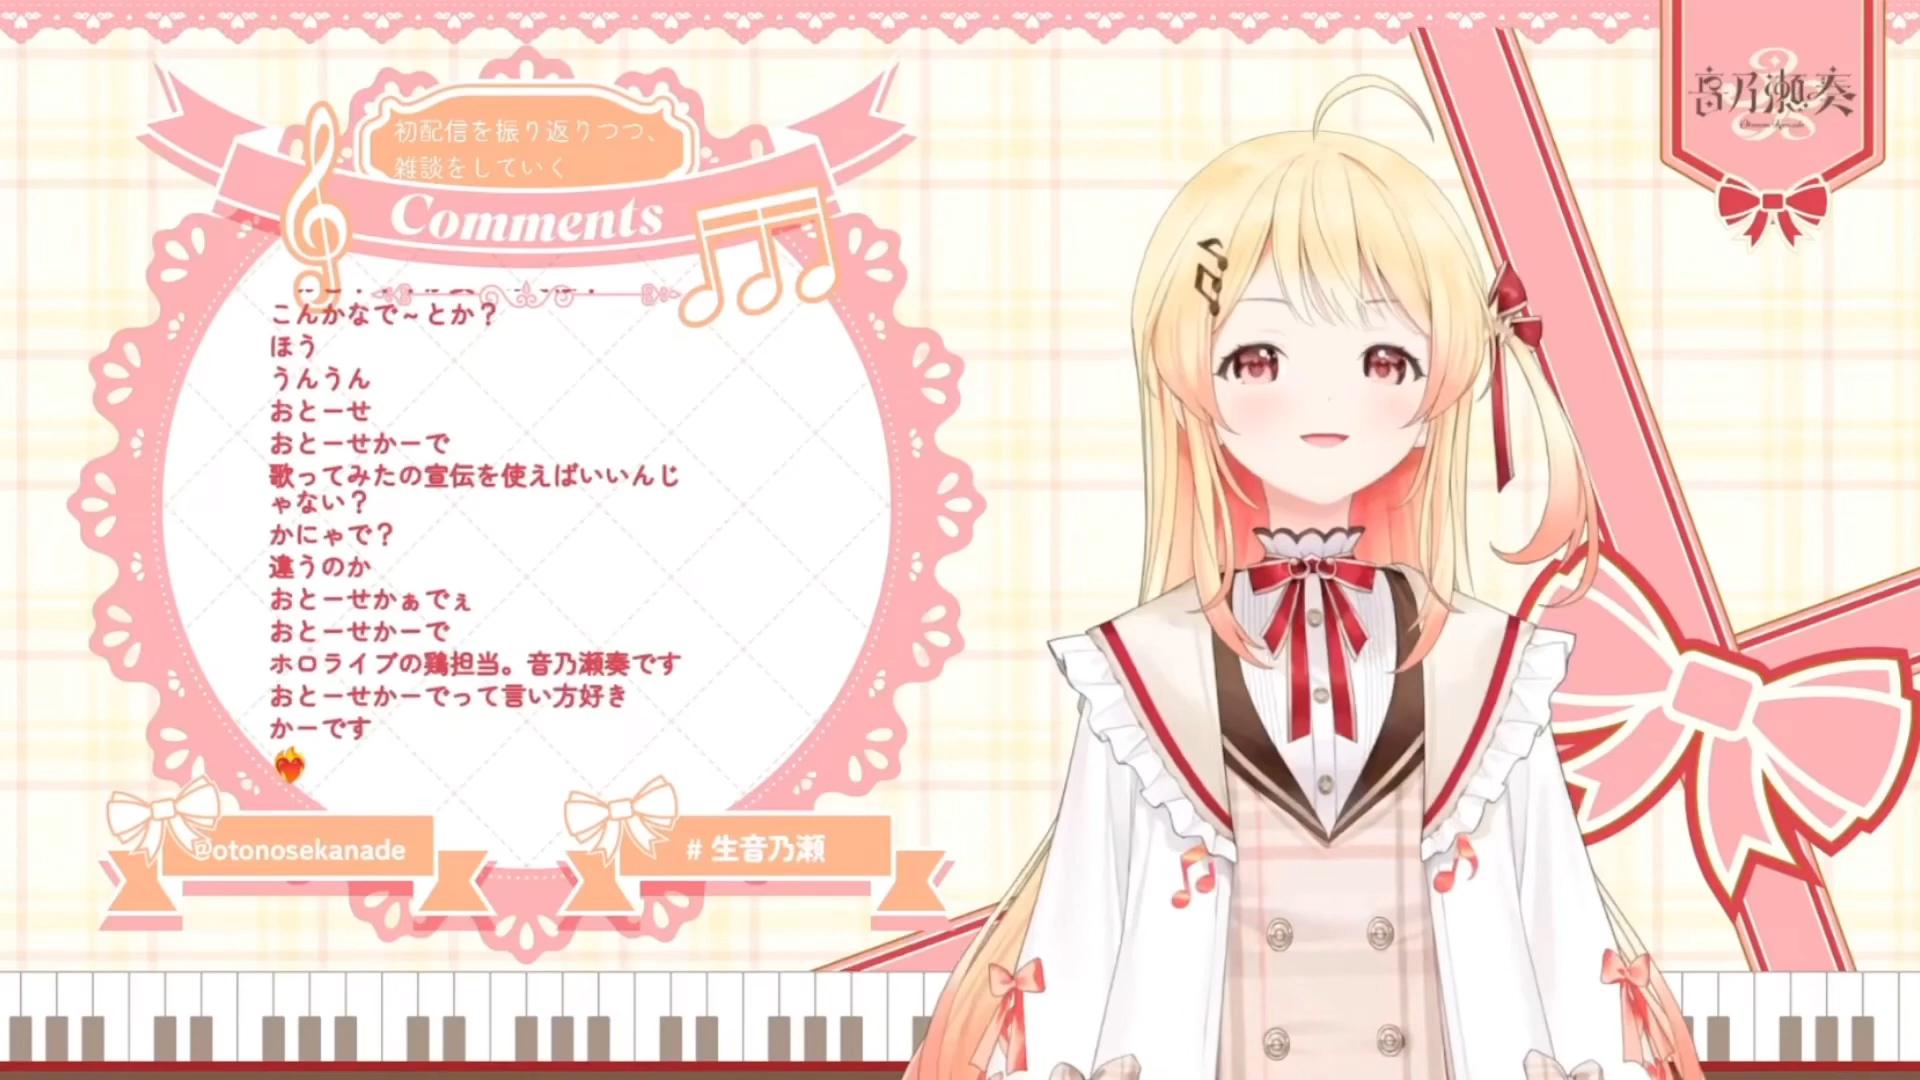 初配信を振り返りつつ、
雑談をしていく
Comments
こんかなで～とか？
ほう
うんうん
おとーせ
おとーせかーで
歌ってみたの宣伝を使えばいいんじ
ゃない？
かにゃで？
違うのか
おとーせかぁでぇ
おとーせかーで
ホロライブの鶏担当。音乃瀬奏です
おとーせかーでって言い方好き
かーです
@otonosekanade
# 生音乃瀬
音乃瀬奏
Otonose Kanade